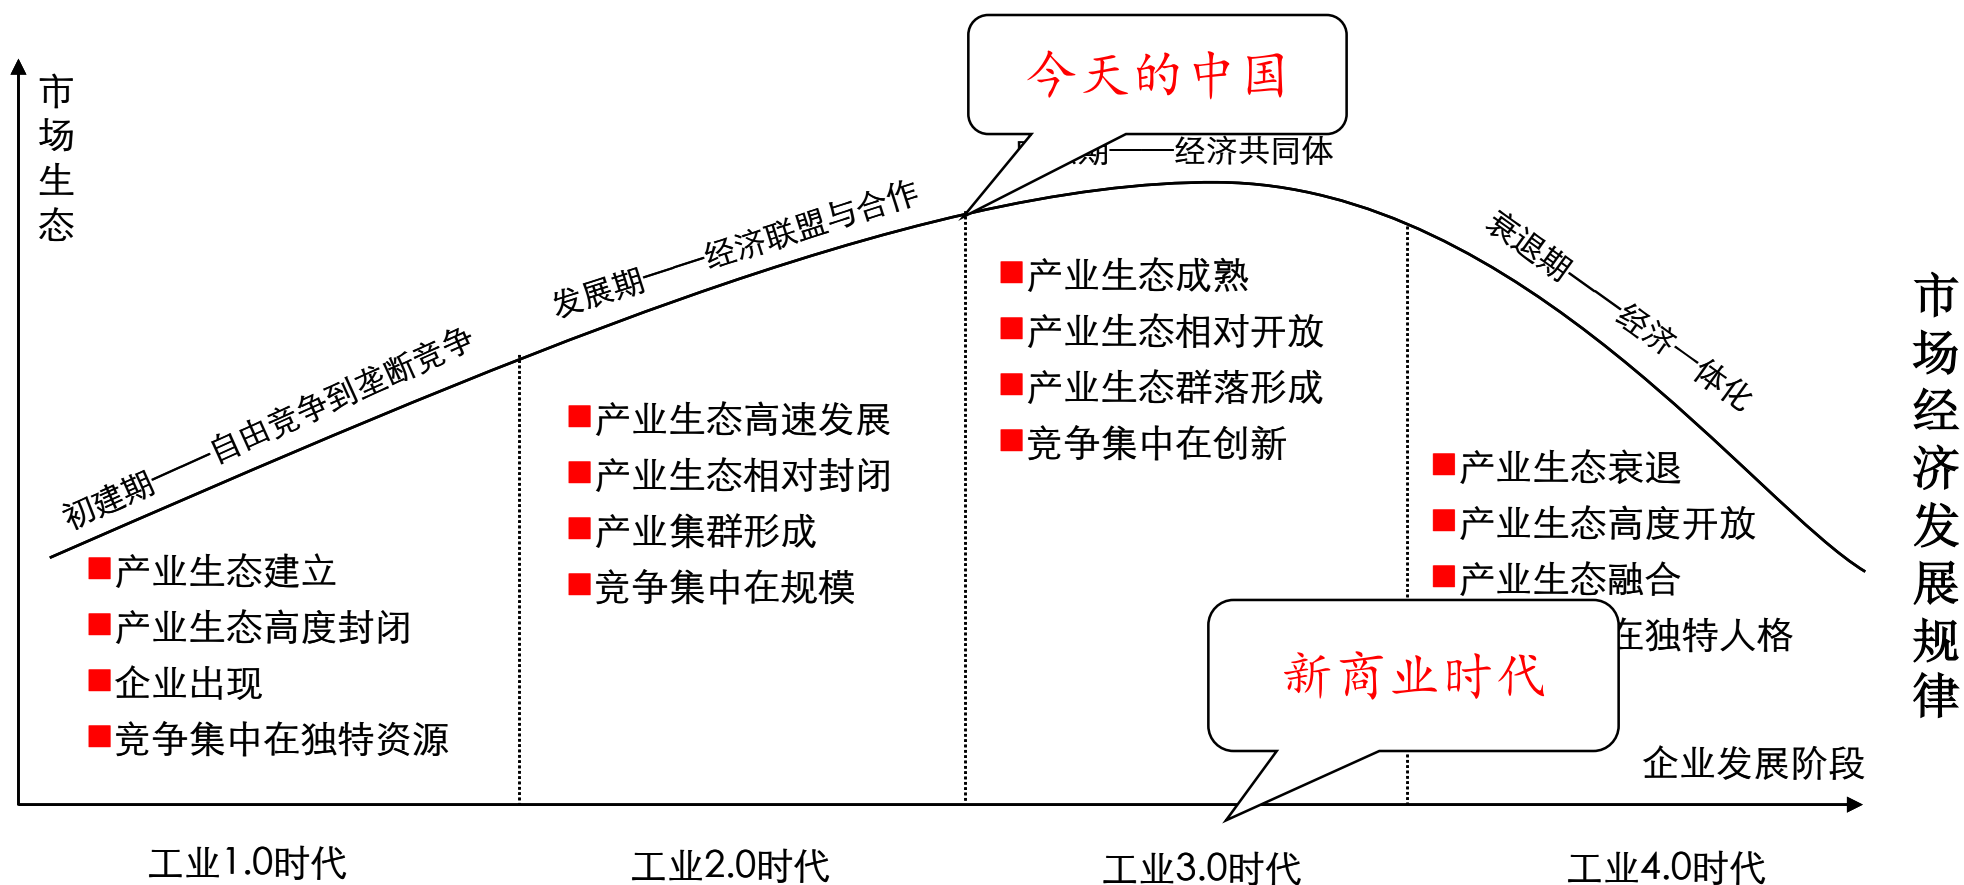 市场生态
今天的中国
期——经济共同体
发展期——经济联盟与合作
初建期——自由竞争到垄断竞争
衰退期——经济一体化
产业生态建立
产业生态高度封闭
企业出现
竞争集中在独特资源
产业生态高速发展
产业生态相对封闭
产业集群形成
竞争集中在规模
产业生态成熟
产业生态相对开放
产业生态群落形成
竞争集中在创新
产业生态衰退
产业生态高度开放
产业生态融合
在独特人格
新商业时代
企业发展阶段
市场经济发展规律
工业1.0时代
工业2.0时代
工业3.0时代
工业4.0时代